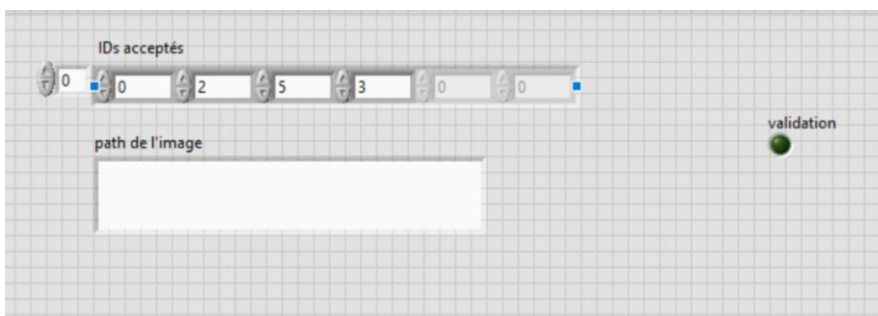 IDs acceptés
0 0 2 5 3 0 0
validation
path de l'image